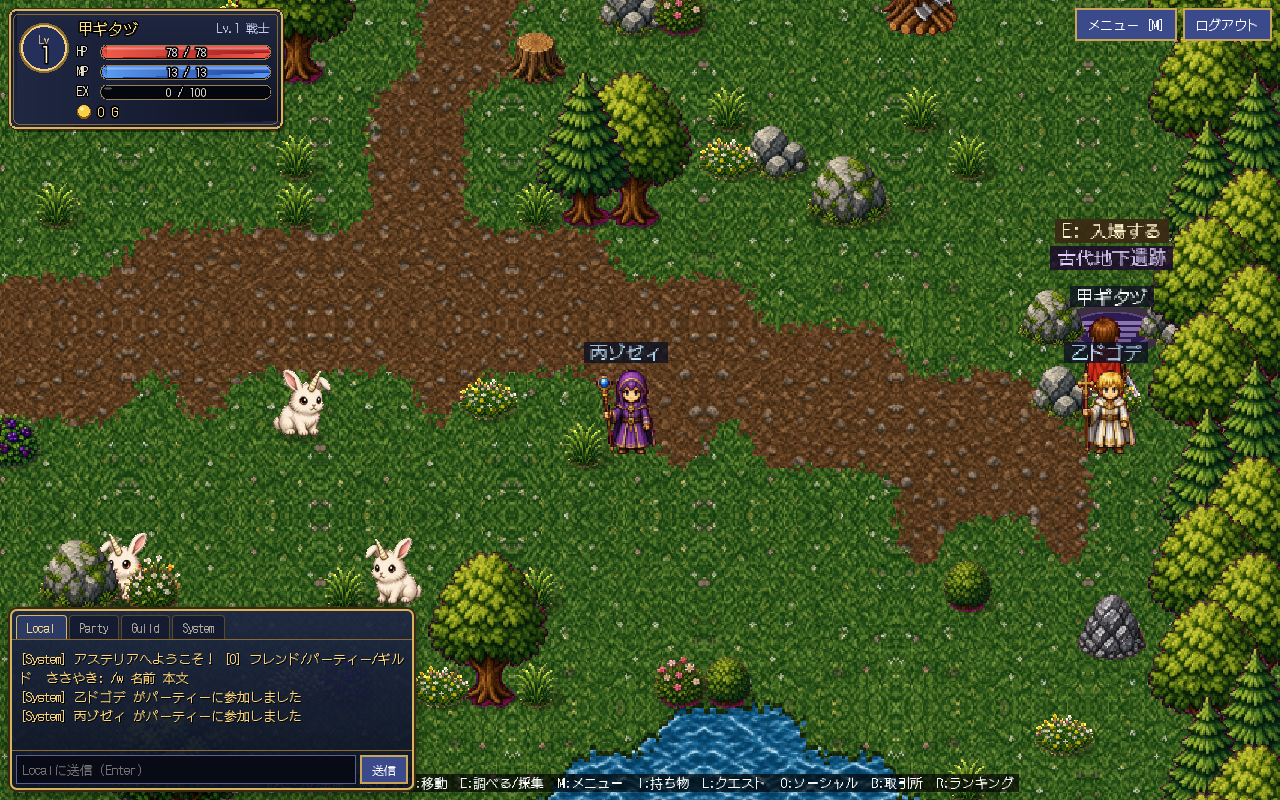 Lv
1
甲ギタヅ Lv.1 戦士
HP 78 / 78
MP 13 / 13
EX 0 / 100
0 G
メニュー [M]
ログアウト
E: 入場する
古代地下遺跡
甲ギタヅ
乙ドゴデ
丙ゾゼィ
Local Party Guild System
[System] アステリアへようこそ！ [O] フレンド/パーティー/ギル
ド ささやき: /w 名前 本文
[System] 乙ドゴデ がパーティーに参加しました
[System] 丙ゾゼィ がパーティーに参加しました
Localに送信 (Enter)
送信
:移動 E:調べる/採集 M:メニュー I:持ち物 L:クエスト O:ソーシャル B:取引所 R:ランキング